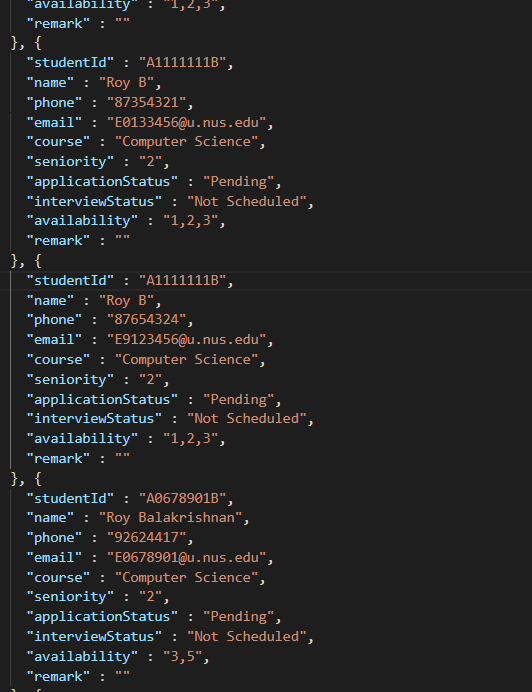 "availability" : "1,2,3",
"remark" : ""
}, {
"studentId" : "A1111111B",
"name" : "Roy B",
"phone" : "87354321",
"email" : "E0133456@u.nus.edu",
"course" : "Computer Science",
"seniority" : "2",
"applicationStatus" : "Pending",
"interviewStatus" : "Not Scheduled",
"availability" : "1,2,3",
"remark" : ""
}, {
"studentId" : "A1111111B",
"name" : "Roy B",
"phone" : "87654324",
"email" : "E9123456@u.nus.edu",
"course" : "Computer Science",
"seniority" : "2",
"applicationStatus" : "Pending",
"interviewStatus" : "Not Scheduled",
"availability" : "1,2,3",
"remark" : ""
}, {
"studentId" : "A0678901B",
"name" : "Roy Balakrishnan",
"phone" : "92624417",
"email" : "E0678901@u.nus.edu",
"course" : "Computer Science",
"seniority" : "2",
"applicationStatus" : "Pending",
"interviewStatus" : "Not Scheduled",
"availability" : "3,5",
"remark" : ""
}, {